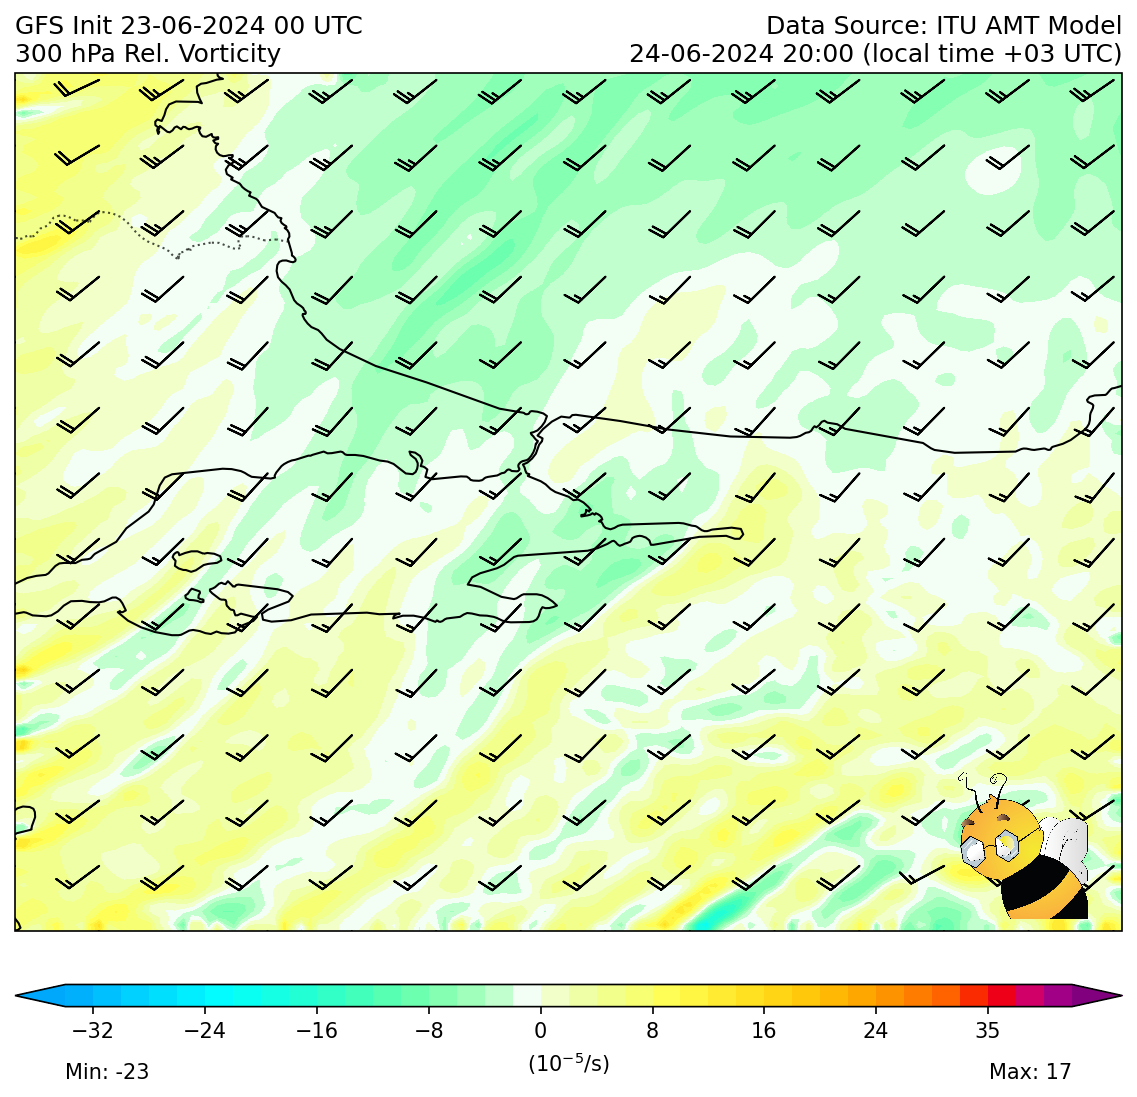 GFS Init 23-06-2024 00 UTC
Data Source: ITU AMT Model
300 hPa Rel. Vorticity
24-06-2024 20:00 (local time +03 UTC)
−32 −24 −16 −8 0 8 16 24 35
(10⁻⁵/s)
Min: -23
Max: 17